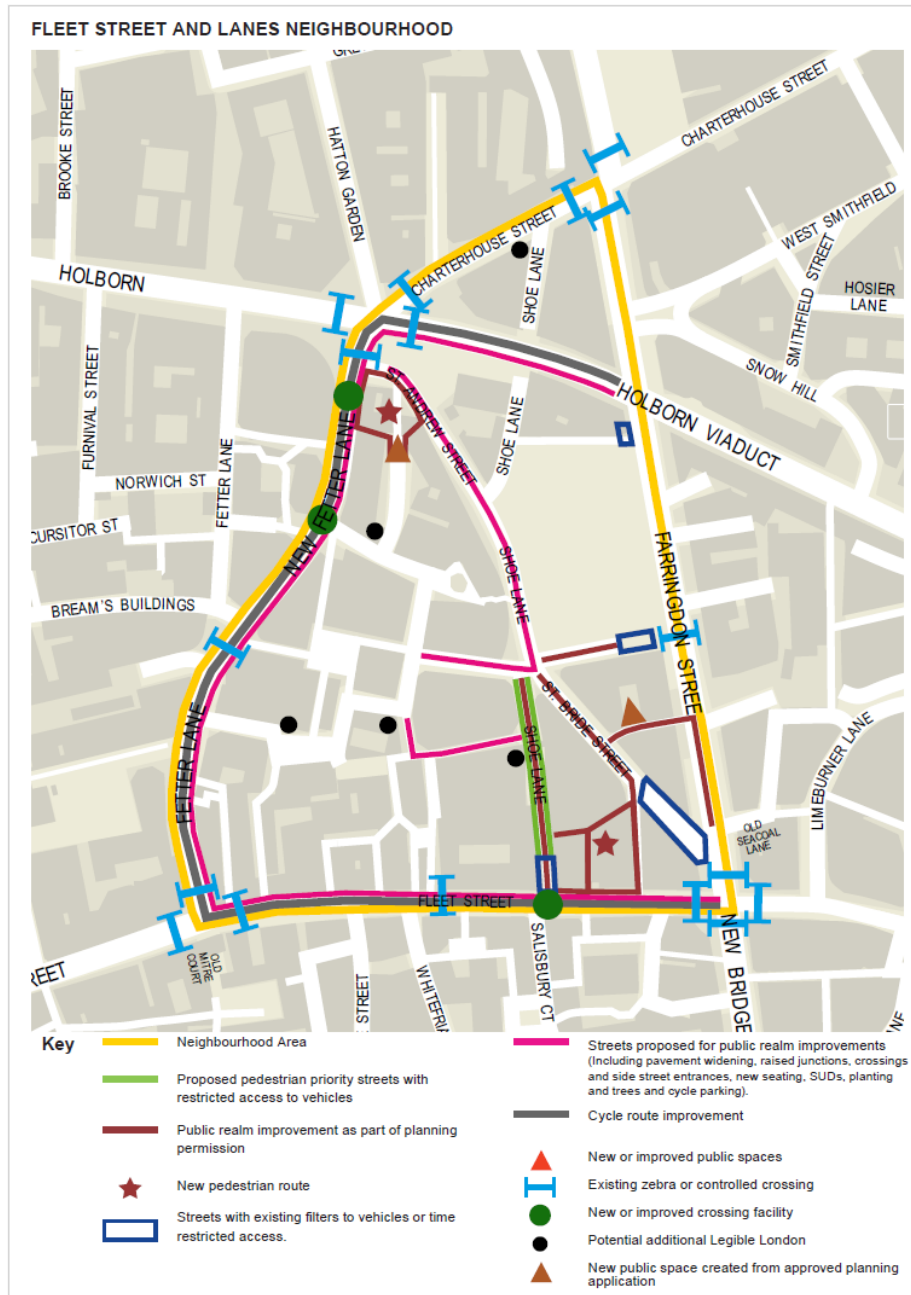 FLEET STREET AND LANES NEIGHBOURHOOD
BROOKE STREET
HATTON GARDEN
CHARTERHOUSE STREET
CHARTERHOUSE STREET
WEST SMITHFIELD
SMITHFIELD STREET
HOSIER
LANE
HOLBORN
SHOE LANE
SNOW HILL
FURNIVAL STREET
HOLBORN VIADUCT
ST. ANDREW STREET
SHOE LANE
FETTER LANE
NEW FETTER LANE
NORWICH ST
CURSITOR ST
BREAM'S BUILDINGS
SHOE LANE
FARRINGDON STREE
FETTER LANE
SHOE LANE
ST. BRIDE STREET
LIMEBURNER LANE
OLD
SEACOAL
LANE
FLEET STREET
OLD
MITRE
COURT
REET
E STREET
WHITEFRIA
SALISBURY CT
NEW BRIDGE
Key
Neighbourhood Area
Proposed pedestrian priority streets with
restricted access to vehicles
Public realm improvement as part of planning
permission
New pedestrian route
Streets with existing filters to vehicles or time
restricted access.
Streets proposed for public realm improvements
(Including pavement widening, raised junctions, crossings
and side street entrances, new seating, SUDs, planting
and trees and cycle parking).
Cycle route improvement
New or improved public spaces
Existing zebra or controlled crossing
New or improved crossing facility
Potential additional Legible London
New public space created from approved planning
application